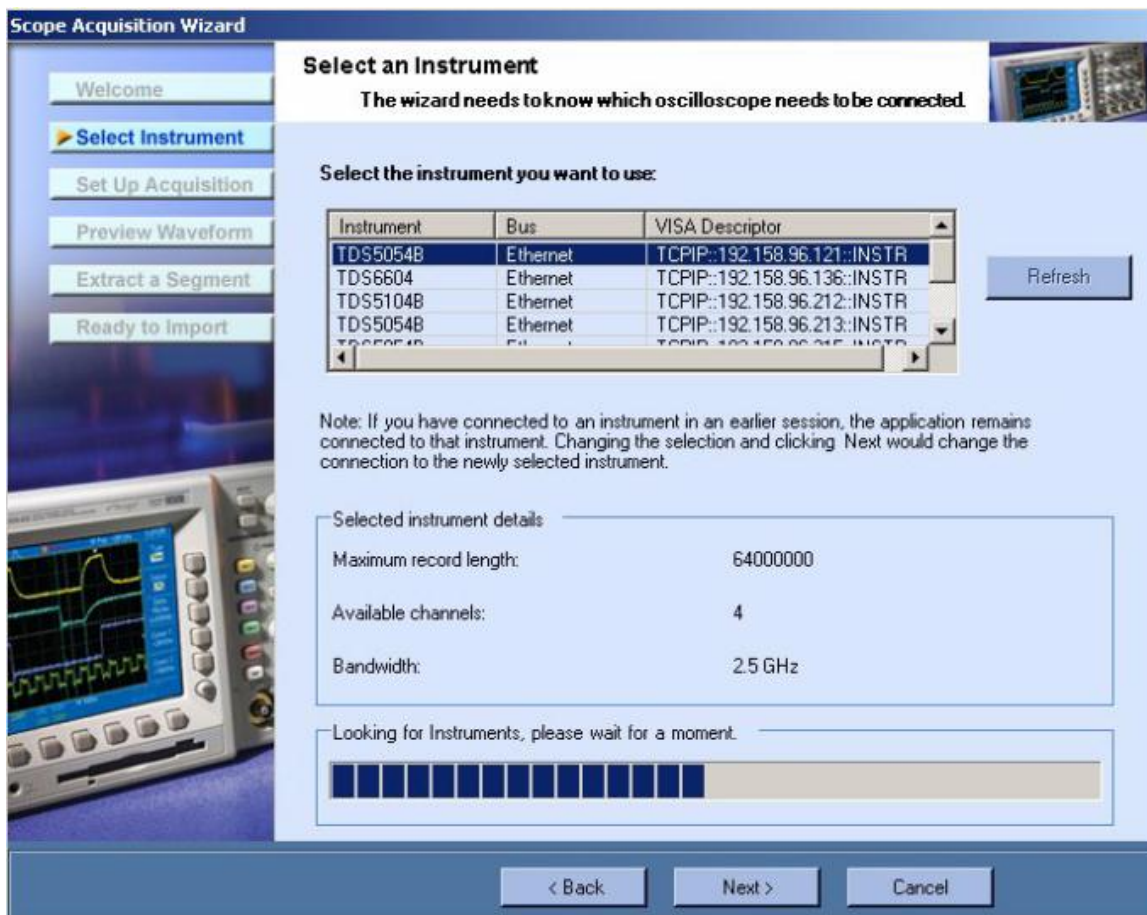 Scope Acquisition Wizard
Welcome
Select Instrument
Set Up Acquisition
Preview Waveform
Extract a Segment
Ready to Import
Select an Instrument
The wizard needs to know which oscilloscope needs to be connected.
Select the instrument you want to use:
Instrument Bus VISA Descriptor
TDS5054B Ethernet TCPIP::192.158.96.121::INSTR
TDS6604 Ethernet TCPIP::192.158.96.136::INSTR
TDS5104B Ethernet TCPIP::192.158.96.212::INSTR
TDS5054B Ethernet TCPIP::192.158.96.213::INSTR
Refresh
Note: If you have connected to an instrument in an earlier session, the application remains
connected to that instrument. Changing the selection and clicking Next would change the
connection to the newly selected instrument.
Selected instrument details
Maximum record length: 64000000
Available channels: 4
Bandwidth: 2.5 GHz
Looking for Instruments, please wait for a moment.
< Back
Next >
Cancel